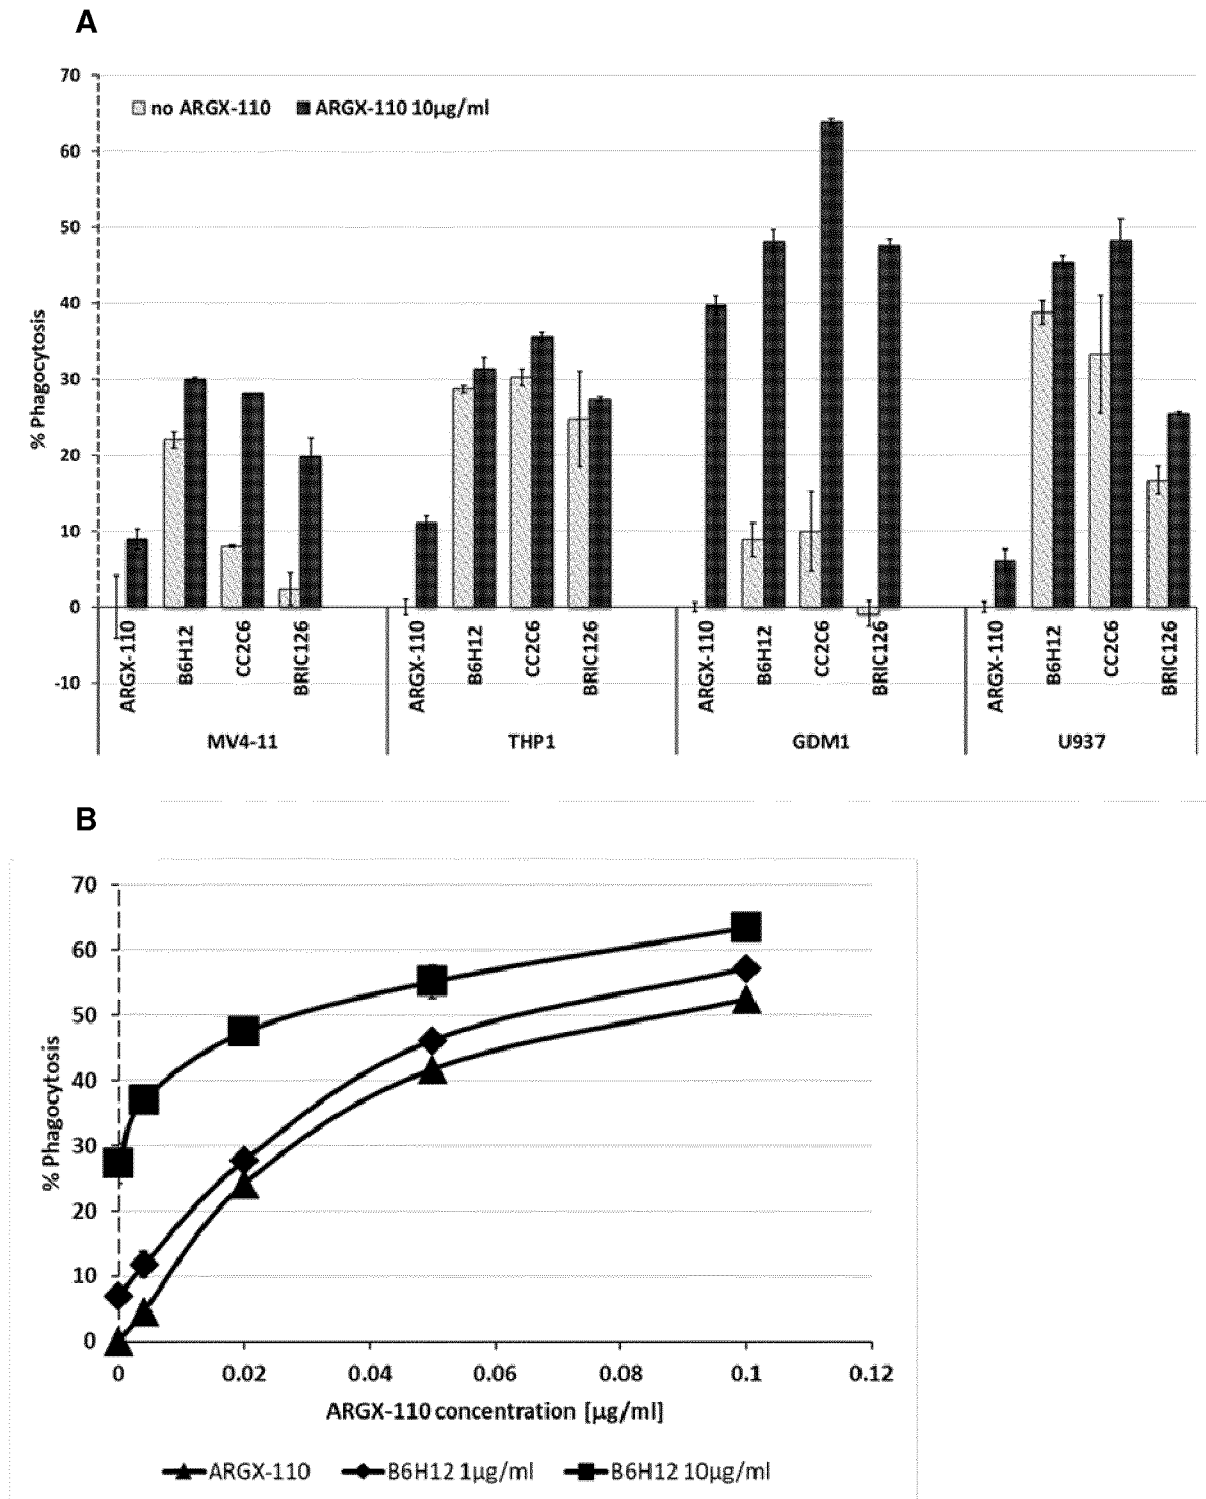 A
70
no ARGX-110 ARGX-110 10µg/ml
60
50
40
30
20
10
0
-10
% Phagocytosis
ARGX-110 B6H12 CC2C6 BRIC126 ARGX-110 B6H12 CC2C6 BRIC126 ARGX-110 B6H12 CC2C6 BRIC126 ARGX-110 B6H12 CC2C6 BRIC126
MV4-11 THP1 GDM1 U937
B
70
60
50
40
30
20
10
0
% Phagocytosis
0 0.02 0.04 0.06 0.08 0.1 0.12
ARGX-110 concentration [µg/ml]
ARGX-110 B6H12 1µg/ml B6H12 10µg/ml